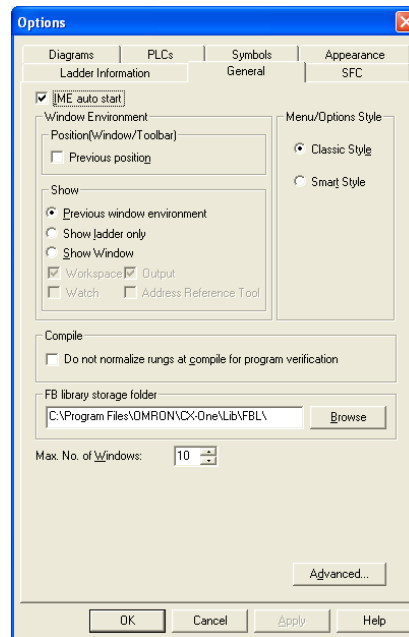 Options
Diagrams PLCs Symbols Appearance
Ladder Information General SFC
IME auto start
Window Environment
Position(Window/Toolbar)
Previous position
Show
Previous window environment
Show ladder only
Show Window
Workspace Output
Watch Address Reference Tool
Menu/Options Style
Classic Style
Smart Style
Compile
Do not normalize rungs at compile for program verification
FB library storage folder
C:\Program Files\OMRON\CX-One\Lib\FBL\ Browse
Max. No. of Windows: 10
Advanced...
OK Cancel Apply Help